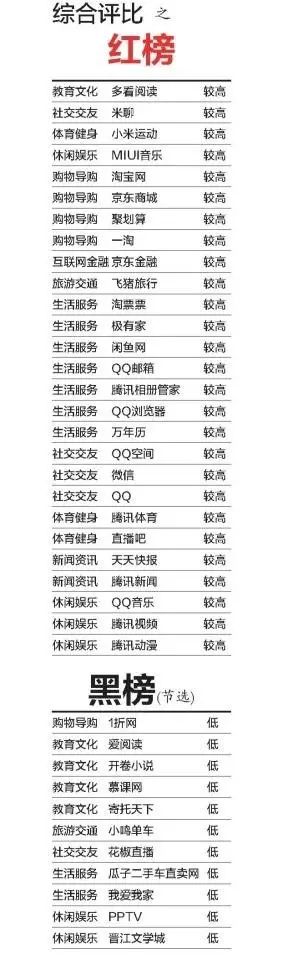 综合评比 之
红榜
教育文化 多看阅读 较高
社交交友 米聊 较高
体育健身 小米运动 较高
休闲娱乐 MIUI音乐 较高
购物导购 淘宝网 较高
购物导购 京东商城 较高
购物导购 聚划算 较高
购物导购 一淘 较高
互联网金融 京东金融 较高
旅游交通 飞猪旅行 较高
生活服务 淘票票 较高
生活服务 极有家 较高
生活服务 闲鱼网 较高
生活服务 QQ邮箱 较高
生活服务 腾讯相册管家 较高
生活服务 QQ浏览器 较高
生活服务 万年历 较高
社交交友 QQ空间 较高
社交交友 微信 较高
社交交友 QQ 较高
体育健身 腾讯体育 较高
体育健身 直播吧 较高
新闻资讯 天天快报 较高
新闻资讯 腾讯新闻 较高
休闲娱乐 QQ音乐 较高
休闲娱乐 腾讯视频 较高
休闲娱乐 腾讯动漫 较高
黑榜(节选)
购物导购 1折网 低
教育文化 爱阅读 低
教育文化 开卷小说 低
教育文化 慕课网 低
教育文化 寄托天下 低
旅游交通 小鸣单车 低
社交交友 花椒直播 低
生活服务 瓜子二手车直卖网 低
生活服务 我爱我家 低
休闲娱乐 PPTV 低
休闲娱乐 晋江文学城 低